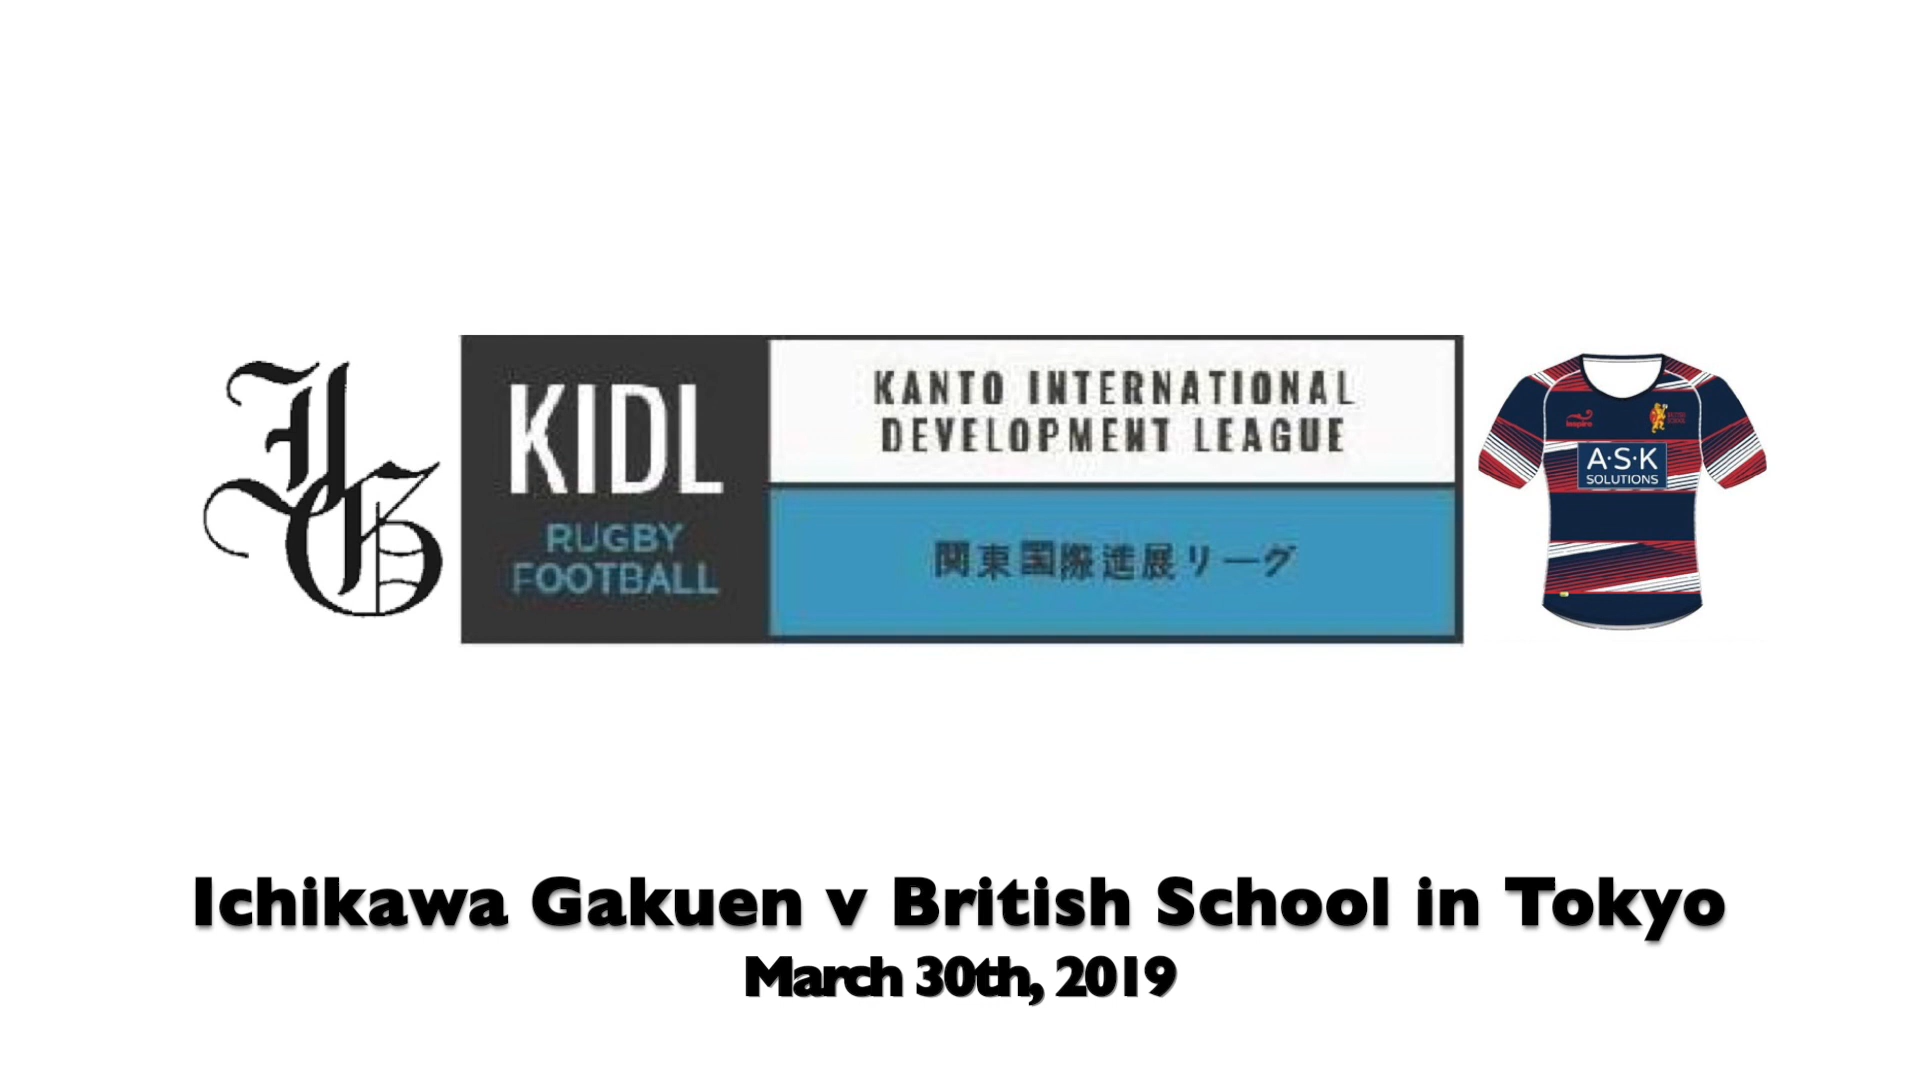 KIDL
RUGBY
FOOTBALL
KANTO INTERNATIONAL
DEVELOPMENT LEAGUE
関東国際進展リーグ
inspire
A·S·K
SOLUTIONS
Ichikawa Gakuen v British School in Tokyo
March 30th, 2019